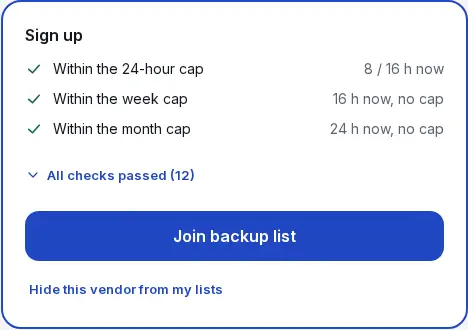 Sign up
Within the 24-hour cap 8 / 16 h now
Within the week cap 16 h now, no cap
Within the month cap 24 h now, no cap
All checks passed (12)
Join backup list
Hide this vendor from my lists